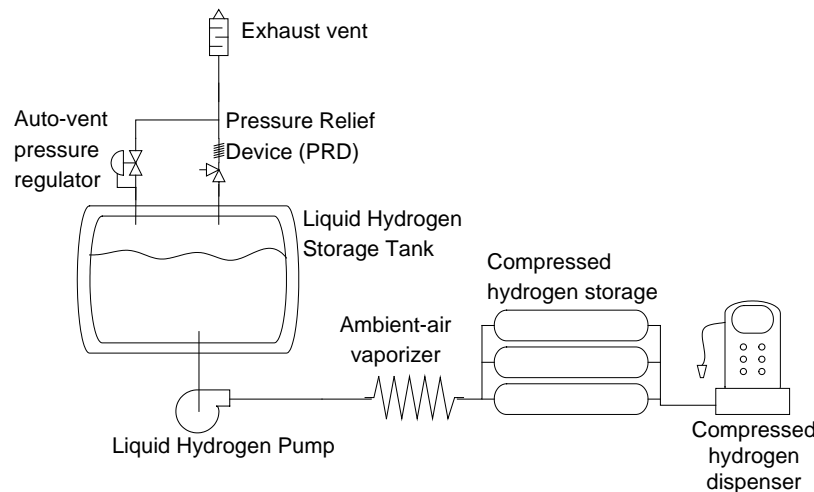 Exhaust vent
Auto-vent
pressure
regulator
Pressure Relief
Device (PRD)
Liquid Hydrogen
Storage Tank
Compressed
hydrogen storage
Ambient-air
vaporizer
Liquid Hydrogen Pump
Compressed
hydrogen
dispenser